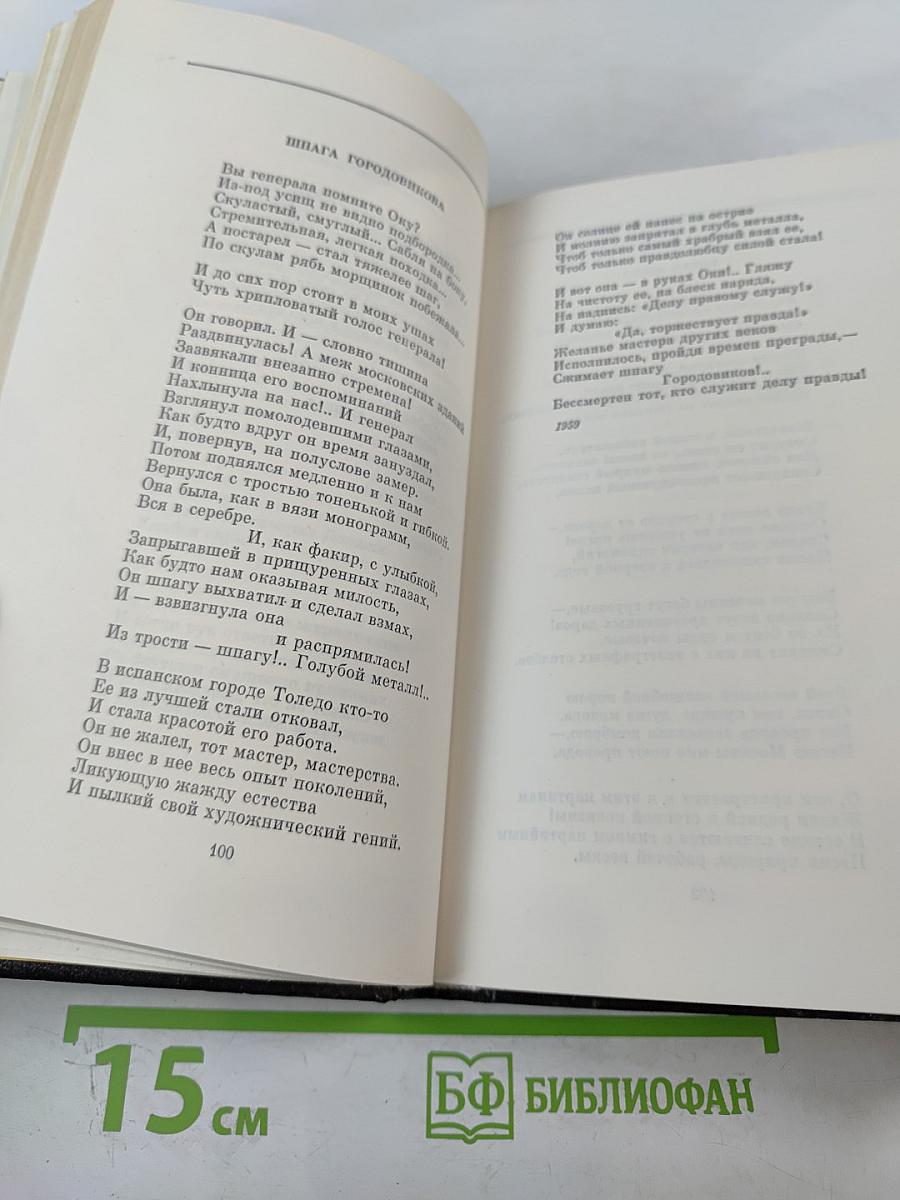 ШПАГА ГОРОДОВИКОВА
Вы генерала помните Оку?
Из-под усищ не видно подбородка...
Скуластый, смуглый... Сабля на боку,
Стремительная, легкая походка...
А постарел — стал тяжелее шаг,
По скулам рябь морщинок побежала...
И до сих пор стоит в моих ушах
Чуть хрипловатый голос генерала!
Он говорил. И — словно тишина
Раздвинулась! А меж московских зданий
Зазвякали внезапно стремена!
И конница его воспоминаний
Нахлынула на нас!.. И генерал
Взглянул помолодевшими глазами,
Как будто вдруг он время зануздал,
И, повернув, на полуслове замер.
Потом поднялся медленно и к нам
Вернулся с тростью тоненькой и гибкой.
Она была, как в вязи монограмм,
Вся в серебре.
И, как факир, с улыбкой,
Запрыгавшей в прищуренных глазах,
Как будто нам оказывая милость,
Он шпагу выхватил и сделал взмах,
И — взвизгнула она
и распрямилась!
Из трости — шпагу!.. Голубой металл!..
В испанском городе Толедо кто-то
Ее из лучшей стали отковал,
И стала красотой его работа.
Он не жалел, тот мастер, мастерства.
Он внес в нее весь опыт поколений,
Ликующую жажду естества
И пылкий свой художнический гений.
100
Он солнце ей нанес на острие
И молнию запрятал в глубь металла,
Чтоб только самый храбрый взял ее,
Чтоб только правдолюбцу силой стала!
И вот она — в руках Оки!.. Гляжу
На чистоту ее, на блеск наряда,
На надпись: «Делу правому служу!»
И думаю:
«Да, торжествует правда!»
Желанье мастера других веков
Исполнилось, пройдя времен преграды,—
Сжимает шпагу
Городовиков!..
Бессмертен тот, кто служит делу правды!
1959
15 см
БФ БИБЛИОФАН